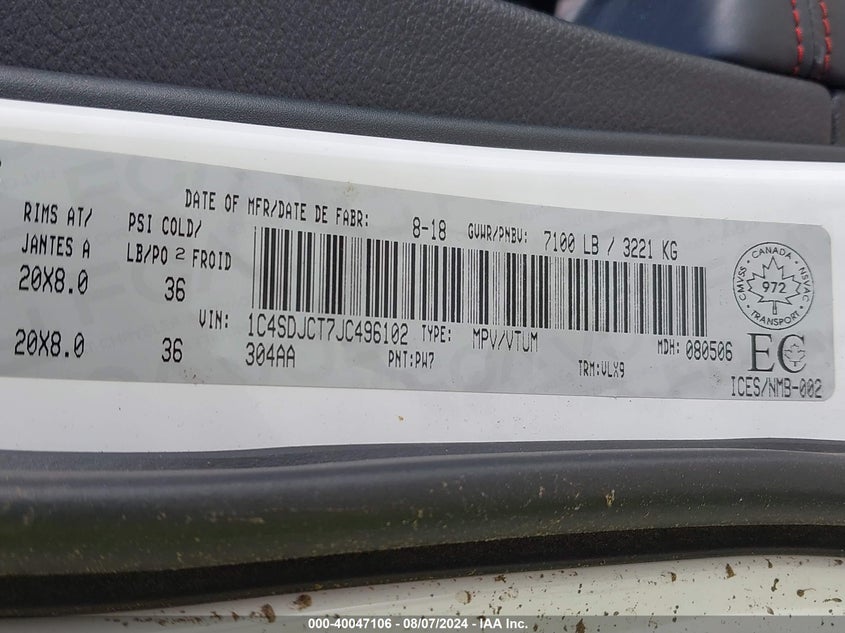 DATE OF MFR/DATE DE FABR: 8-18 GVWR/PNBV: 7100 LB / 3221 KG
RIMS AT/ PSI COLD/
JANTES A LB/PO 2 FROID
20X8.0 36
VIN: 1C4SDJCT7JC496102 TYPE: MPV/VTUM MDH: 080506
20X8.0 36 304AA PNT:PW7 TRM:VLX9
CMVSS • CANADA • NSVAC
972
TRANSPORT
EC
ICES/NMB-002
000-40047106 — 08/07/2024 — IAA Inc.